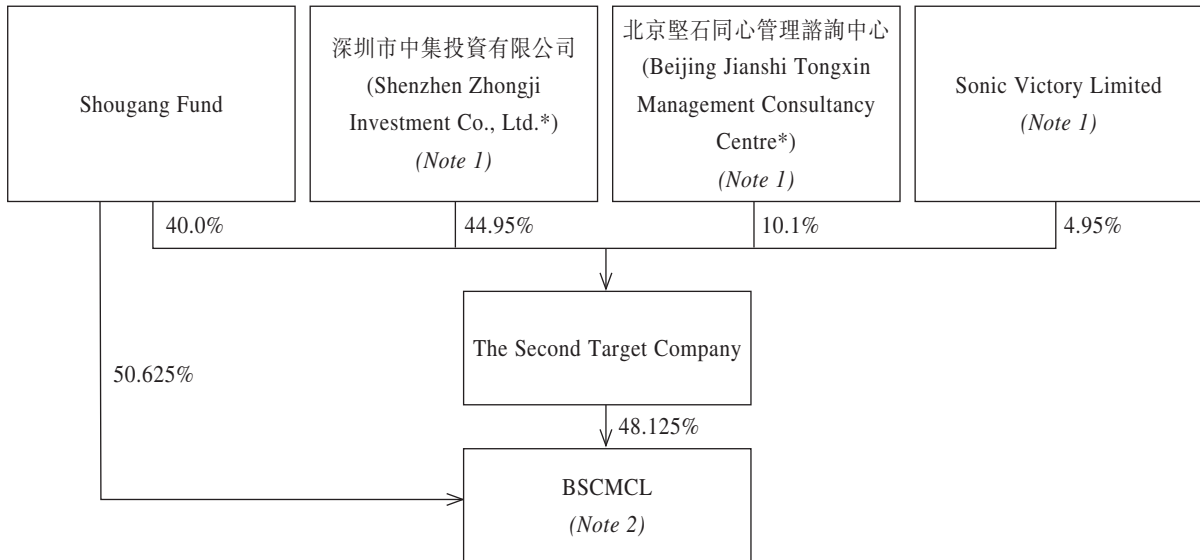 Shougang Fund
深圳市中集投資有限公司
(Shenzhen Zhongji
Investment Co., Ltd.*)
(Note 1)
北京堅石同心管理諮詢中心
(Beijing Jianshi Tongxin
Management Consultancy
Centre*)
(Note 1)
Sonic Victory Limited
(Note 1)
40.0%
44.95%
10.1%
4.95%
The Second Target Company
50.625%
48.125%
BSCMCL
(Note 2)